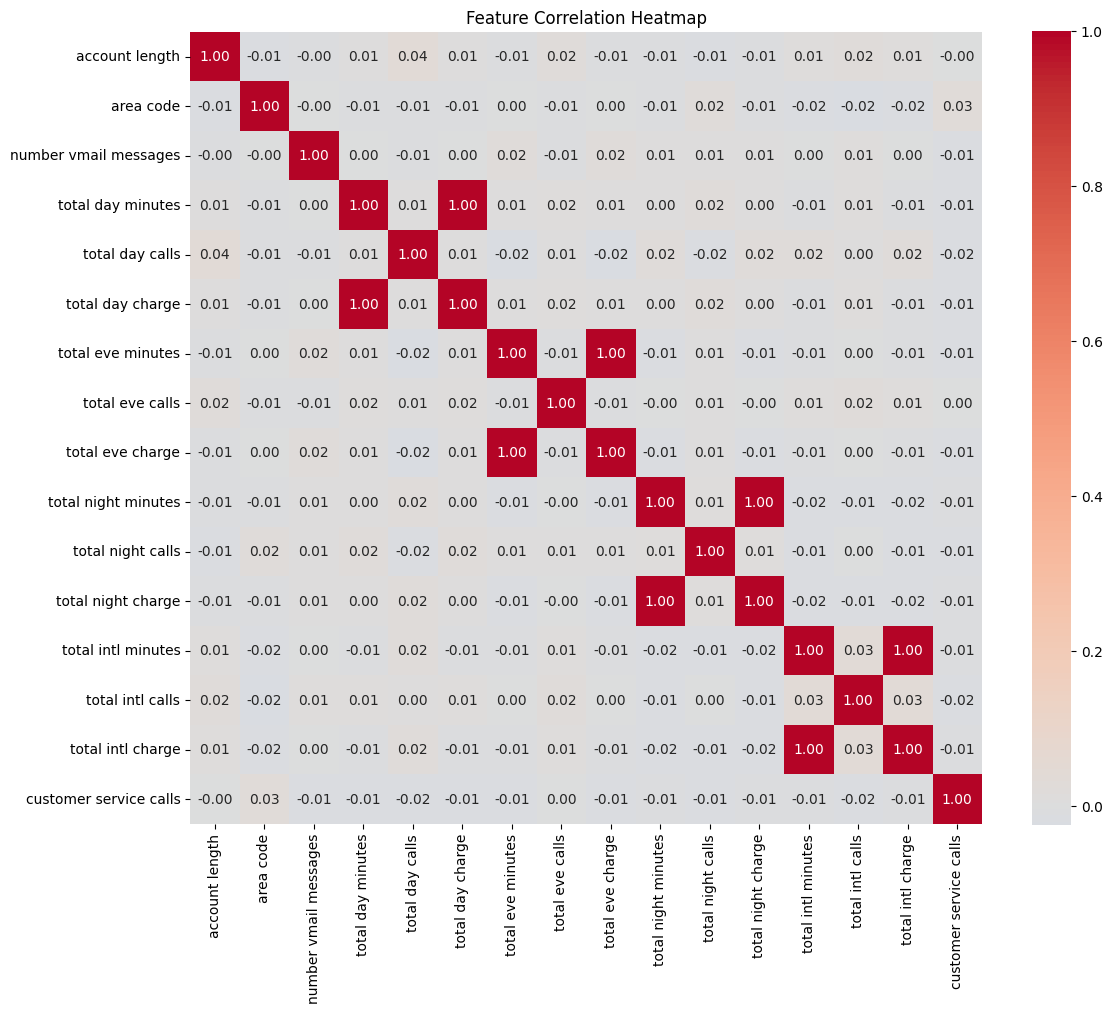 Feature Correlation Heatmap
account length 1.00 -0.01 -0.00 0.01 0.04 0.01 -0.01 0.02 -0.01 -0.01 -0.01 -0.01 0.01 0.02 0.01 -0.00
area code -0.01 1.00 -0.00 -0.01 -0.01 -0.01 0.00 -0.01 0.00 -0.01 0.02 -0.01 -0.02 -0.02 -0.02 0.03
number vmail messages -0.00 -0.00 1.00 0.00 -0.01 0.00 0.02 -0.01 0.02 0.01 0.01 0.01 0.00 0.01 0.00 -0.01
total day minutes 0.01 -0.01 0.00 1.00 0.01 1.00 0.01 0.02 0.01 0.00 0.02 0.00 -0.01 0.01 -0.01 -0.01
total day calls 0.04 -0.01 -0.01 0.01 1.00 0.01 -0.02 0.01 -0.02 0.02 -0.02 0.02 0.02 0.00 0.02 -0.02
total day charge 0.01 -0.01 0.00 1.00 0.01 1.00 0.01 0.02 0.01 0.00 0.02 0.00 -0.01 0.01 -0.01 -0.01
total eve minutes -0.01 0.00 0.02 0.01 -0.02 0.01 1.00 -0.01 1.00 -0.01 0.01 -0.01 -0.01 0.00 -0.01 -0.01
total eve calls 0.02 -0.01 -0.01 0.02 0.01 0.02 -0.01 1.00 -0.01 -0.00 0.01 -0.00 0.01 0.02 0.01 0.00
total eve charge -0.01 0.00 0.02 0.01 -0.02 0.01 1.00 -0.01 1.00 -0.01 0.01 -0.01 -0.01 0.00 -0.01 -0.01
total night minutes -0.01 -0.01 0.01 0.00 0.02 0.00 -0.01 -0.00 -0.01 1.00 0.01 1.00 -0.02 -0.01 -0.02 -0.01
total night calls -0.01 0.02 0.01 0.02 -0.02 0.02 0.01 0.01 0.01 0.01 1.00 0.01 -0.01 0.00 -0.01 -0.01
total night charge -0.01 -0.01 0.01 0.00 0.02 0.00 -0.01 -0.00 -0.01 1.00 0.01 1.00 -0.02 -0.01 -0.02 -0.01
total intl minutes 0.01 -0.02 0.00 -0.01 0.02 -0.01 -0.01 0.01 -0.01 -0.02 -0.01 -0.02 1.00 0.03 1.00 -0.01
total intl calls 0.02 -0.02 0.01 0.01 0.00 0.01 0.00 0.02 0.00 -0.01 0.00 -0.01 0.03 1.00 0.03 -0.02
total intl charge 0.01 -0.02 0.00 -0.01 0.02 -0.01 -0.01 0.01 -0.01 -0.02 -0.01 -0.02 1.00 0.03 1.00 -0.01
customer service calls -0.00 0.03 -0.01 -0.01 -0.02 -0.01 -0.01 0.00 -0.01 -0.01 -0.01 -0.01 -0.01 -0.02 -0.01 1.00
account length
area code
number vmail messages
total day minutes
total day calls
total day charge
total eve minutes
total eve calls
total eve charge
total night minutes
total night calls
total night charge
total intl minutes
total intl calls
total intl charge
customer service calls
1.0
0.8
0.6
0.4
0.2
0.0